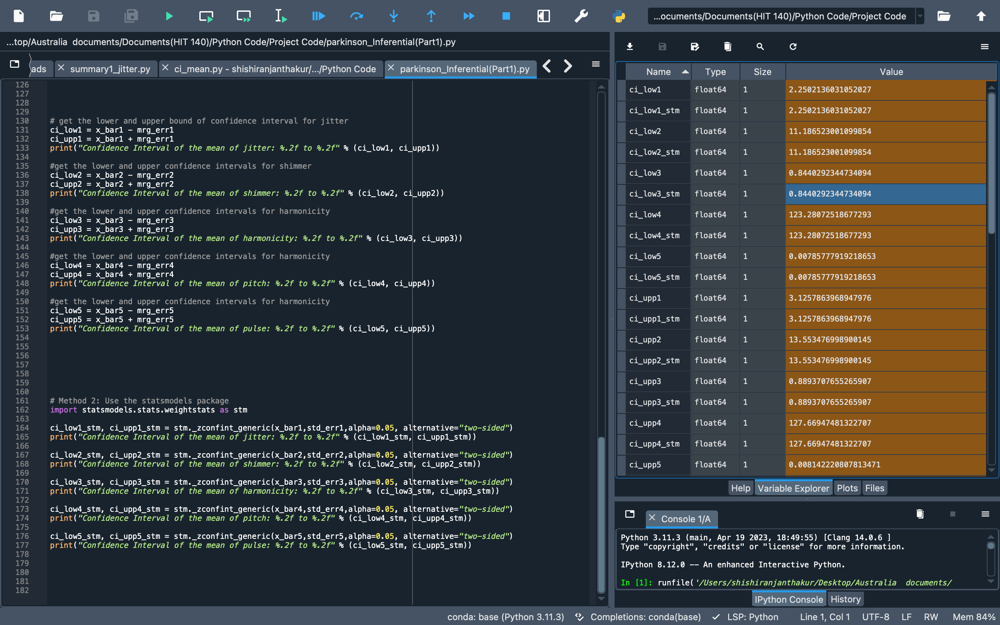 ...ocuments/Documents(HIT 140)/Python Code/Project Code
...top/Australia  documents/Documents(HIT 140)/Python Code/Project Code/parkinson_Inferential(Part1).py
ads
summary1_jitter.py
ci_mean.py - shishiranjanthakur/.../Python Code
parkinson_Inferential(Part1).py
126
127
128
129
130 # get the lower and upper bound of confidence interval for jitter
131 ci_low1 = x_bar1 - mrg_err1
132 ci_upp1 = x_bar1 + mrg_err1
133 print("Confidence Interval of the mean of jitter: %.2f to %.2f" % (ci_low1, ci_upp1))
134
135 #get the lower and upper confidence intervals for shimmer
136 ci_low2 = x_bar2 - mrg_err2
137 ci_upp2 = x_bar2 + mrg_err2
138 print("Confidence Interval of the mean of shimmer: %.2f to %.2f" % (ci_low2, ci_upp2))
139
140 #get the lower and upper confidence intervals for harmonicity
141 ci_low3 = x_bar3 - mrg_err3
142 ci_upp3 = x_bar3 + mrg_err3
143 print("Confidence Interval of the mean of harmonicity: %.2f to %.2f" % (ci_low3, ci_upp3))
144
145 #get the lower and upper confidence intervals for harmonicity
146 ci_low4 = x_bar4 - mrg_err4
147 ci_upp4 = x_bar4 + mrg_err4
148 print("Confidence Interval of the mean of pitch: %.2f to %.2f" % (ci_low4, ci_upp4))
149
150 #get the lower and upper confidence intervals for harmonicity
151 ci_low5 = x_bar5 - mrg_err5
152 ci_upp5 = x_bar5 + mrg_err5
153 print("Confidence Interval of the mean of pulse: %.2f to %.2f" % (ci_low5, ci_upp5))
154
155
156
157
158
159
160
161 # Method 2: Use the statsmodels package
162 import statsmodels.stats.weightstats as stm
163
164 ci_low1_stm, ci_upp1_stm = stm._zconfint_generic(x_bar1,std_err1,alpha=0.05, alternative="two-sided")
165 print("Confidence Interval of the mean of jitter: %.2f to %.2f" % (ci_low1_stm, ci_upp1_stm))
166
167 ci_low2_stm, ci_upp2_stm = stm._zconfint_generic(x_bar2,std_err2,alpha=0.05, alternative="two-sided")
168 print("Confidence Interval of the mean of shimmer: %.2f to %.2f" % (ci_low2_stm, ci_upp2_stm))
169
170 ci_low3_stm, ci_upp3_stm = stm._zconfint_generic(x_bar3,std_err3,alpha=0.05, alternative="two-sided")
171 print("Confidence Interval of the mean of harmonicity: %.2f to %.2f" % (ci_low3_stm, ci_upp3_stm))
172
173 ci_low4_stm, ci_upp4_stm = stm._zconfint_generic(x_bar4,std_err4,alpha=0.05, alternative="two-sided")
174 print("Confidence Interval of the mean of pitch: %.2f to %.2f" % (ci_low4_stm, ci_upp4_stm))
175
176 ci_low5_stm, ci_upp5_stm = stm._zconfint_generic(x_bar5,std_err5,alpha=0.05, alternative="two-sided")
177 print("Confidence Interval of the mean of pulse: %.2f to %.2f" % (ci_low5_stm, ci_upp5_stm))
178
179
180
181
182
Name Type Size Value
ci_low1 float64 1 2.2502136031052027
ci_low1_stm float64 1 2.2502136031052027
ci_low2 float64 1 11.186523001099854
ci_low2_stm float64 1 11.186523001099854
ci_low3 float64 1 0.8440292344734094
ci_low3_stm float64 1 0.8440292344734094
ci_low4 float64 1 123.28072518677293
ci_low4_stm float64 1 123.28072518677293
ci_low5 float64 1 0.00785777919218653
ci_low5_stm float64 1 0.00785777919218653
ci_upp1 float64 1 3.1257863968947976
ci_upp1_stm float64 1 3.1257863968947976
ci_upp2 float64 1 13.553476998900145
ci_upp2_stm float64 1 13.553476998900145
ci_upp3 float64 1 0.8893707655265907
ci_upp3_stm float64 1 0.8893707655265907
ci_upp4 float64 1 127.66947481322707
ci_upp4_stm float64 1 127.66947481322707
ci_upp5 float64 1 0.008142220807813471
Help Variable Explorer Plots Files
Console 1/A
Python 3.11.3 (main, Apr 19 2023, 18:49:55) [Clang 14.0.6 ]
Type "copyright", "credits" or "license" for more information.
IPython 8.12.0 -- An enhanced Interactive Python.
In [1]: runfile('/Users/shishiranjanthakur/Desktop/Australia  documents/
IPython Console History
conda: base (Python 3.11.3) Completions: conda(base) LSP: Python Line 1, Col 1 UTF-8 LF RW Mem 84%